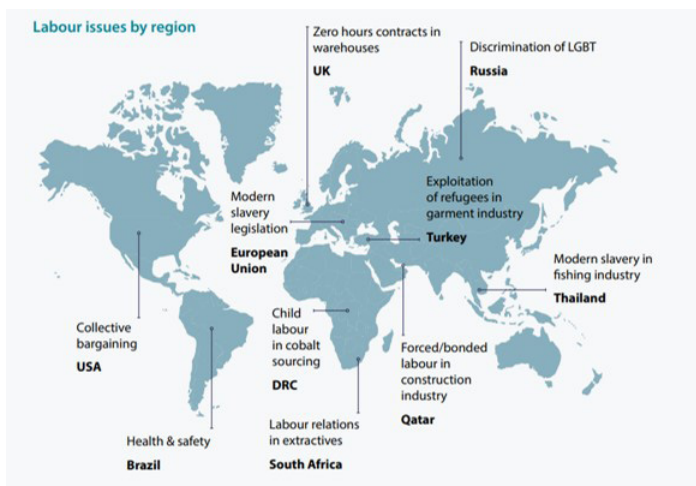 Labour issues by region
Zero hours contracts in
warehouses
UK
Discrimination of LGBT
Russia
Modern
slavery
legislation
European
Union
Exploitation
of refugees in
garment industry
Turkey
Modern slavery in
fishing industry
Thailand
Collective
bargaining
USA
Child
labour
in cobalt
sourcing
DRC
Forced/bonded
labour in
construction
industry
Qatar
Health & safety
Brazil
Labour relations
in extractives
South Africa